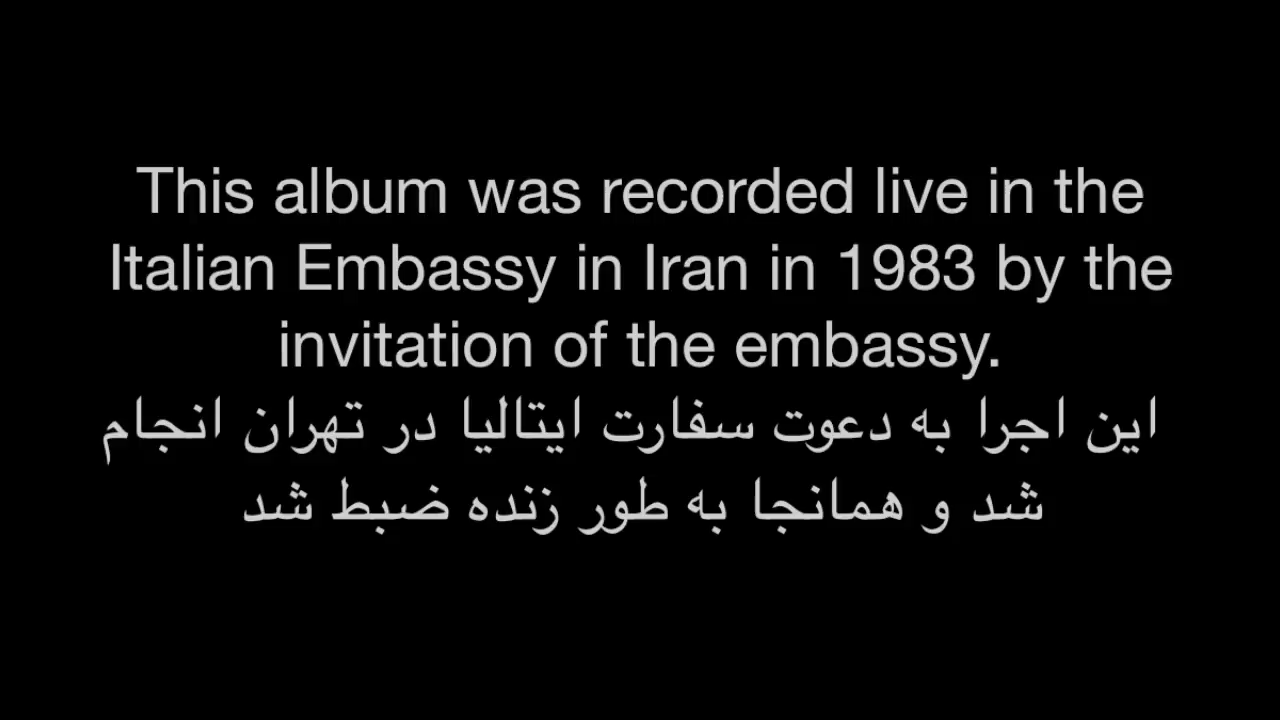 This album was recorded live in the
Italian Embassy in Iran in 1983 by the
invitation of the embassy.
این اجرا به دعوت سفارت ایتالیا در تهران انجام
شد و همانجا به طور زنده ضبط شد